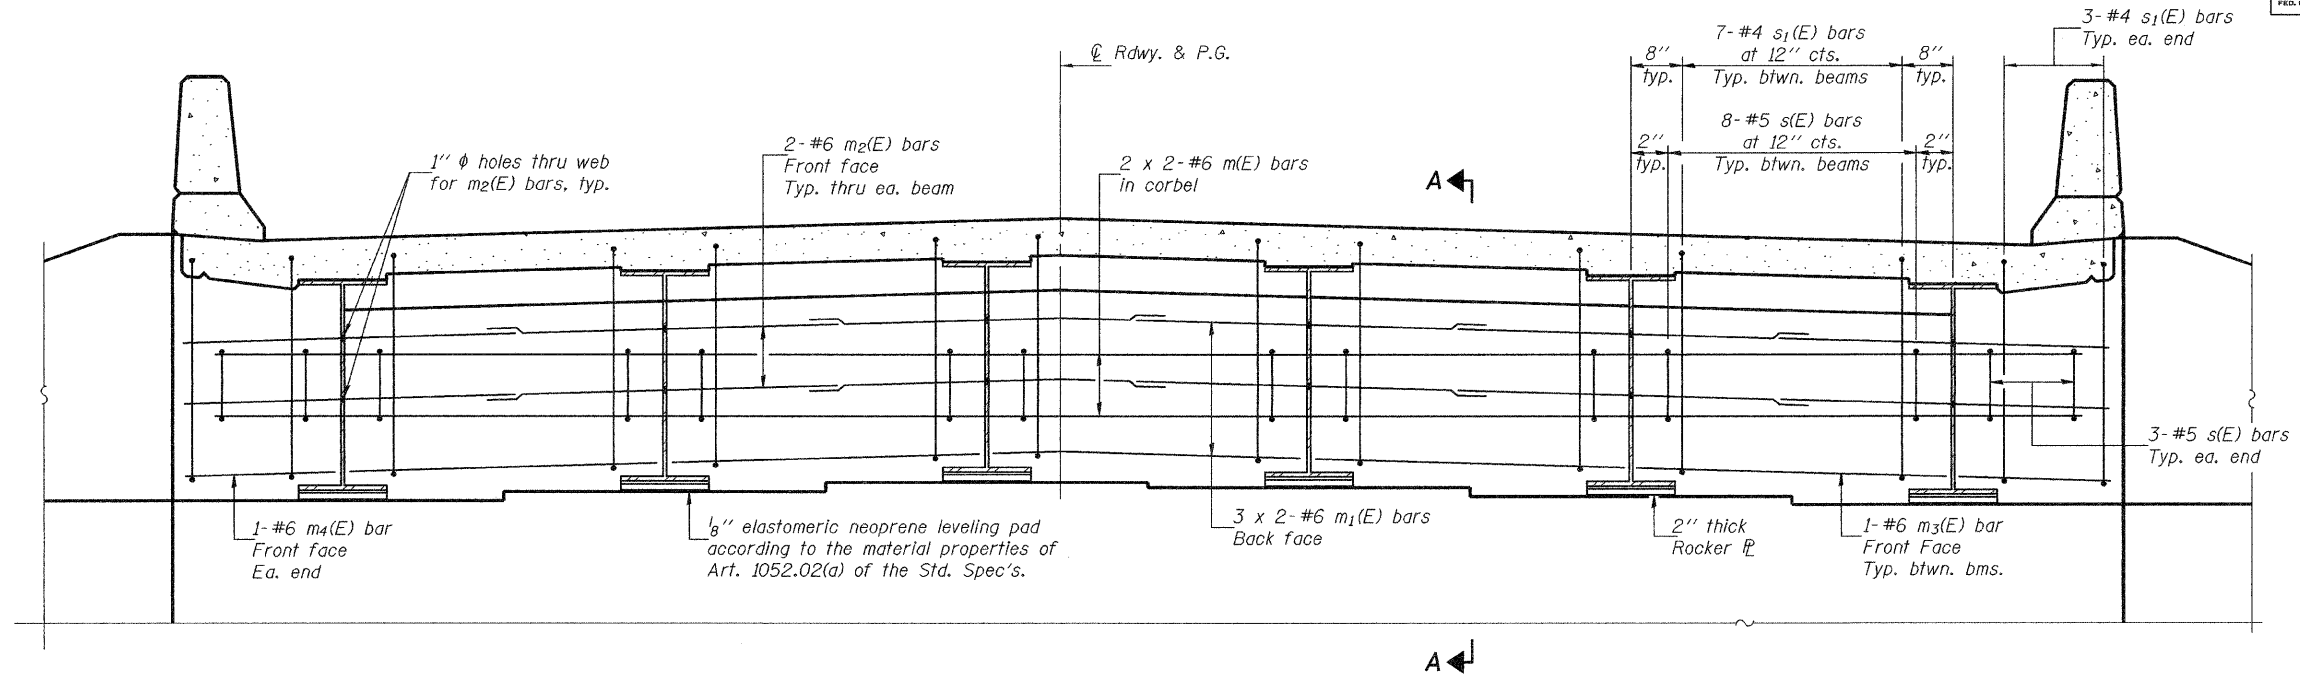 FED.
3-#4 s1(E) bars
Typ. ea. end
7-#4 s1(E) bars
at 12" cts.
Typ. btwn. beams
8"
typ.
8"
typ.
℄ Rdwy. & P.G.
8-#5 s(E) bars
at 12" cts.
Typ. btwn. beams
2"
typ.
2"
typ.
2-#6 m2(E) bars
Front face
Typ. thru ea. beam
1" ϕ holes thru web
for m2(E) bars, typ.
2 x 2-#6 m(E) bars
in corbel
A
3-#5 s(E) bars
Typ. ea. end
1-#6 m4(E) bar
Front face
Ea. end
1/8" elastomeric neoprene leveling pad
according to the material properties of
Art. 1052.02(a) of the Std. Spec's.
3 x 2-#6 m1(E) bars
Back face
2" thick
Rocker ℄
1-#6 m3(E) bar
Front Face
Typ. btwn. bms.
A